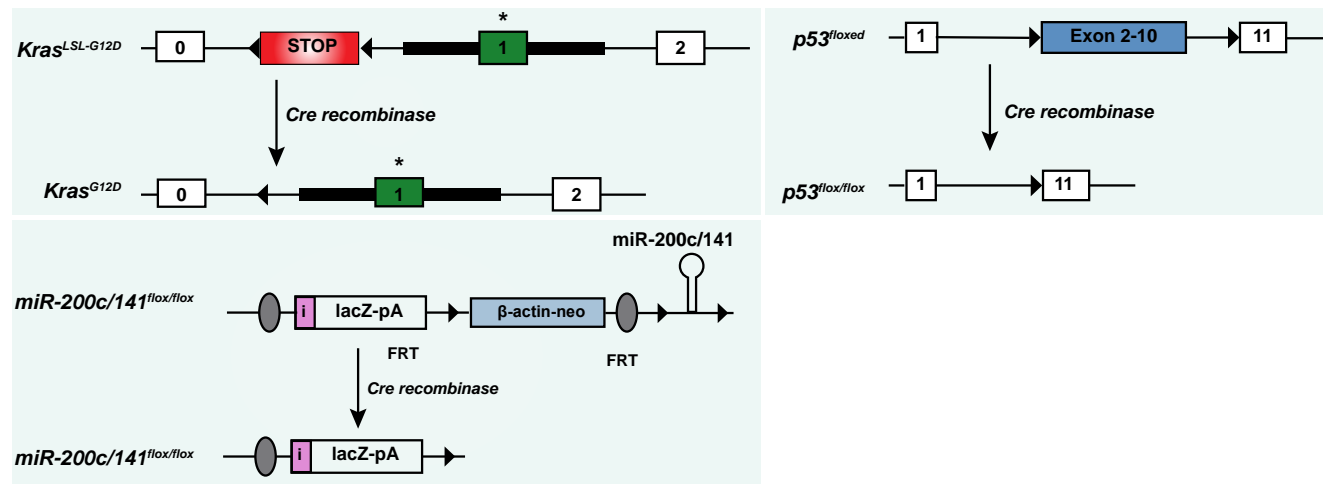 *
Kras^LSL-G12D 0 STOP 1 2
Cre recombinase
*
Kras^G12D 0 1 2
p53^floxed 1 Exon 2-10 11
Cre recombinase
p53^flox/flox 1 11
miR-200c/141
miR-200c/141^flox/flox i lacZ-pA β-actin-neo
FRT FRT
Cre recombinase
miR-200c/141^flox/flox i lacZ-pA